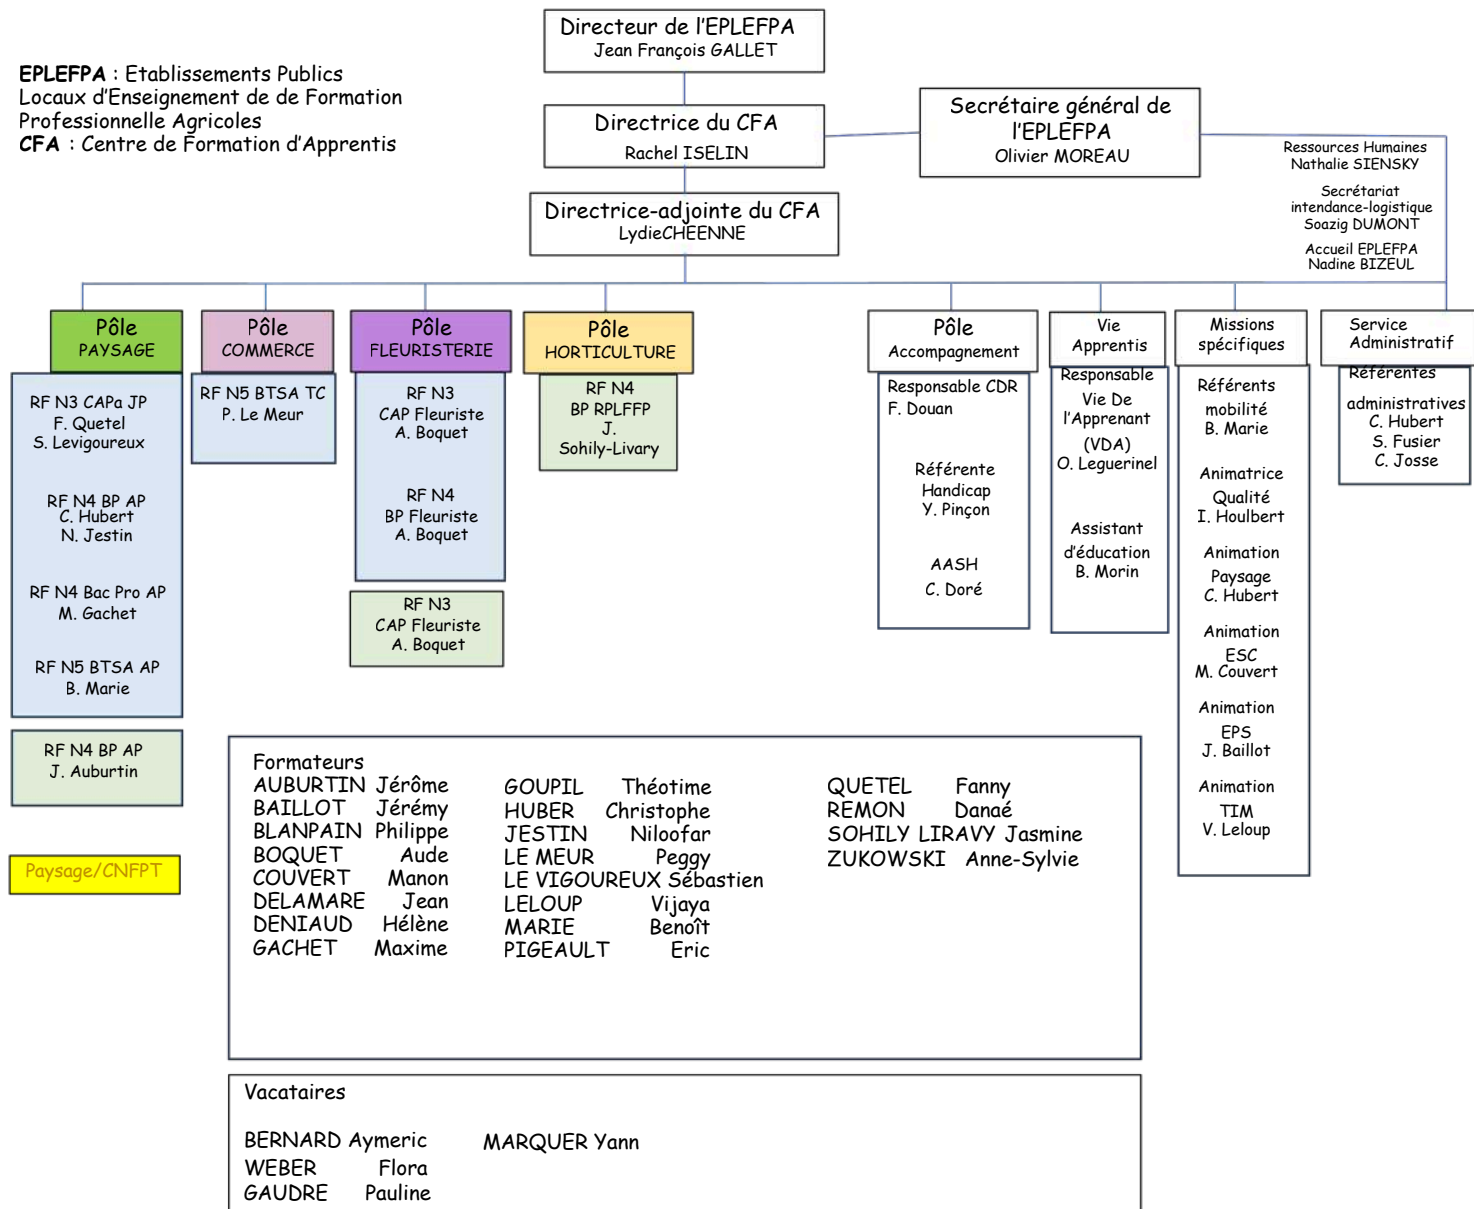 Directeur de l'EPLEFPA
Jean François GALLET
EPLEFPA : Etablissements Publics
Locaux d'Enseignement de de Formation
Professionnelle Agricoles
CFA : Centre de Formation d'Apprentis
Directrice du CFA
Rachel ISELIN
Secrétaire général de
l'EPLEFPA
Olivier MOREAU
Ressources Humaines
Nathalie SIENSKY
Secrétariat
intendance-logistique
Soazig DUMONT
Accueil EPLEFPA
Nadine BIZEUL
Directrice-adjointe du CFA
LydieCHEENNE
Pôle
PAYSAGE
RF N3 CAPa JP
F. Quetel
S. Levigoureux
RF N4 BP AP
C. Hubert
N. Jestin
RF N4 Bac Pro AP
M. Gachet
RF N5 BTSA AP
B. Marie
RF N4 BP AP
J. Auburtin
Paysage/CNFPT
Pôle
COMMERCE
RF N5 BTSA TC
P. Le Meur
Pôle
FLEURISTERIE
RF N3
CAP Fleuriste
A. Boquet
RF N4
BP Fleuriste
A. Boquet
RF N3
CAP Fleuriste
A. Boquet
Pôle
HORTICULTURE
RF N4
BP RPLFFP
J.
Sohily-Livary
Pôle
Accompagnement
Responsable CDR
F. Douan
Référente
Handicap
Y. Pinçon
AASH
C. Doré
Vie
Apprentis
Responsable
Vie De
l'Apprenant
(VDA)
O. Leguerinel
Assistant
d'éducation
B. Morin
Missions
spécifiques
Référents
mobilité
B. Marie
Animatrice
Qualité
I. Houlbert
Animation
Paysage
C. Hubert
Animation
ESC
M. Couvert
Animation
EPS
J. Baillot
Animation
TIM
V. Leloup
Service
Administratif
Référentes
administratives
C. Hubert
S. Fusier
C. Josse
Formateurs
AUBURTIN Jérôme
BAILLOT Jérémy
BLANPAIN Philippe
BOQUET Aude
COUVERT Manon
DELAMARE Jean
DENIAUD Hélène
GACHET Maxime
GOUPIL Théotime
HUBER Christophe
JESTIN Niloofar
LE MEUR Peggy
LE VIGOUREUX Sébastien
LELOUP Vijaya
MARIE Benoît
PIGEAULT Eric
QUETEL Fanny
REMON Danaé
SOHILY LIRAVY Jasmine
ZUKOWSKI Anne-Sylvie
Vacataires
BERNARD Aymeric
WEBER Flora
GAUDRE Pauline
MARQUER Yann